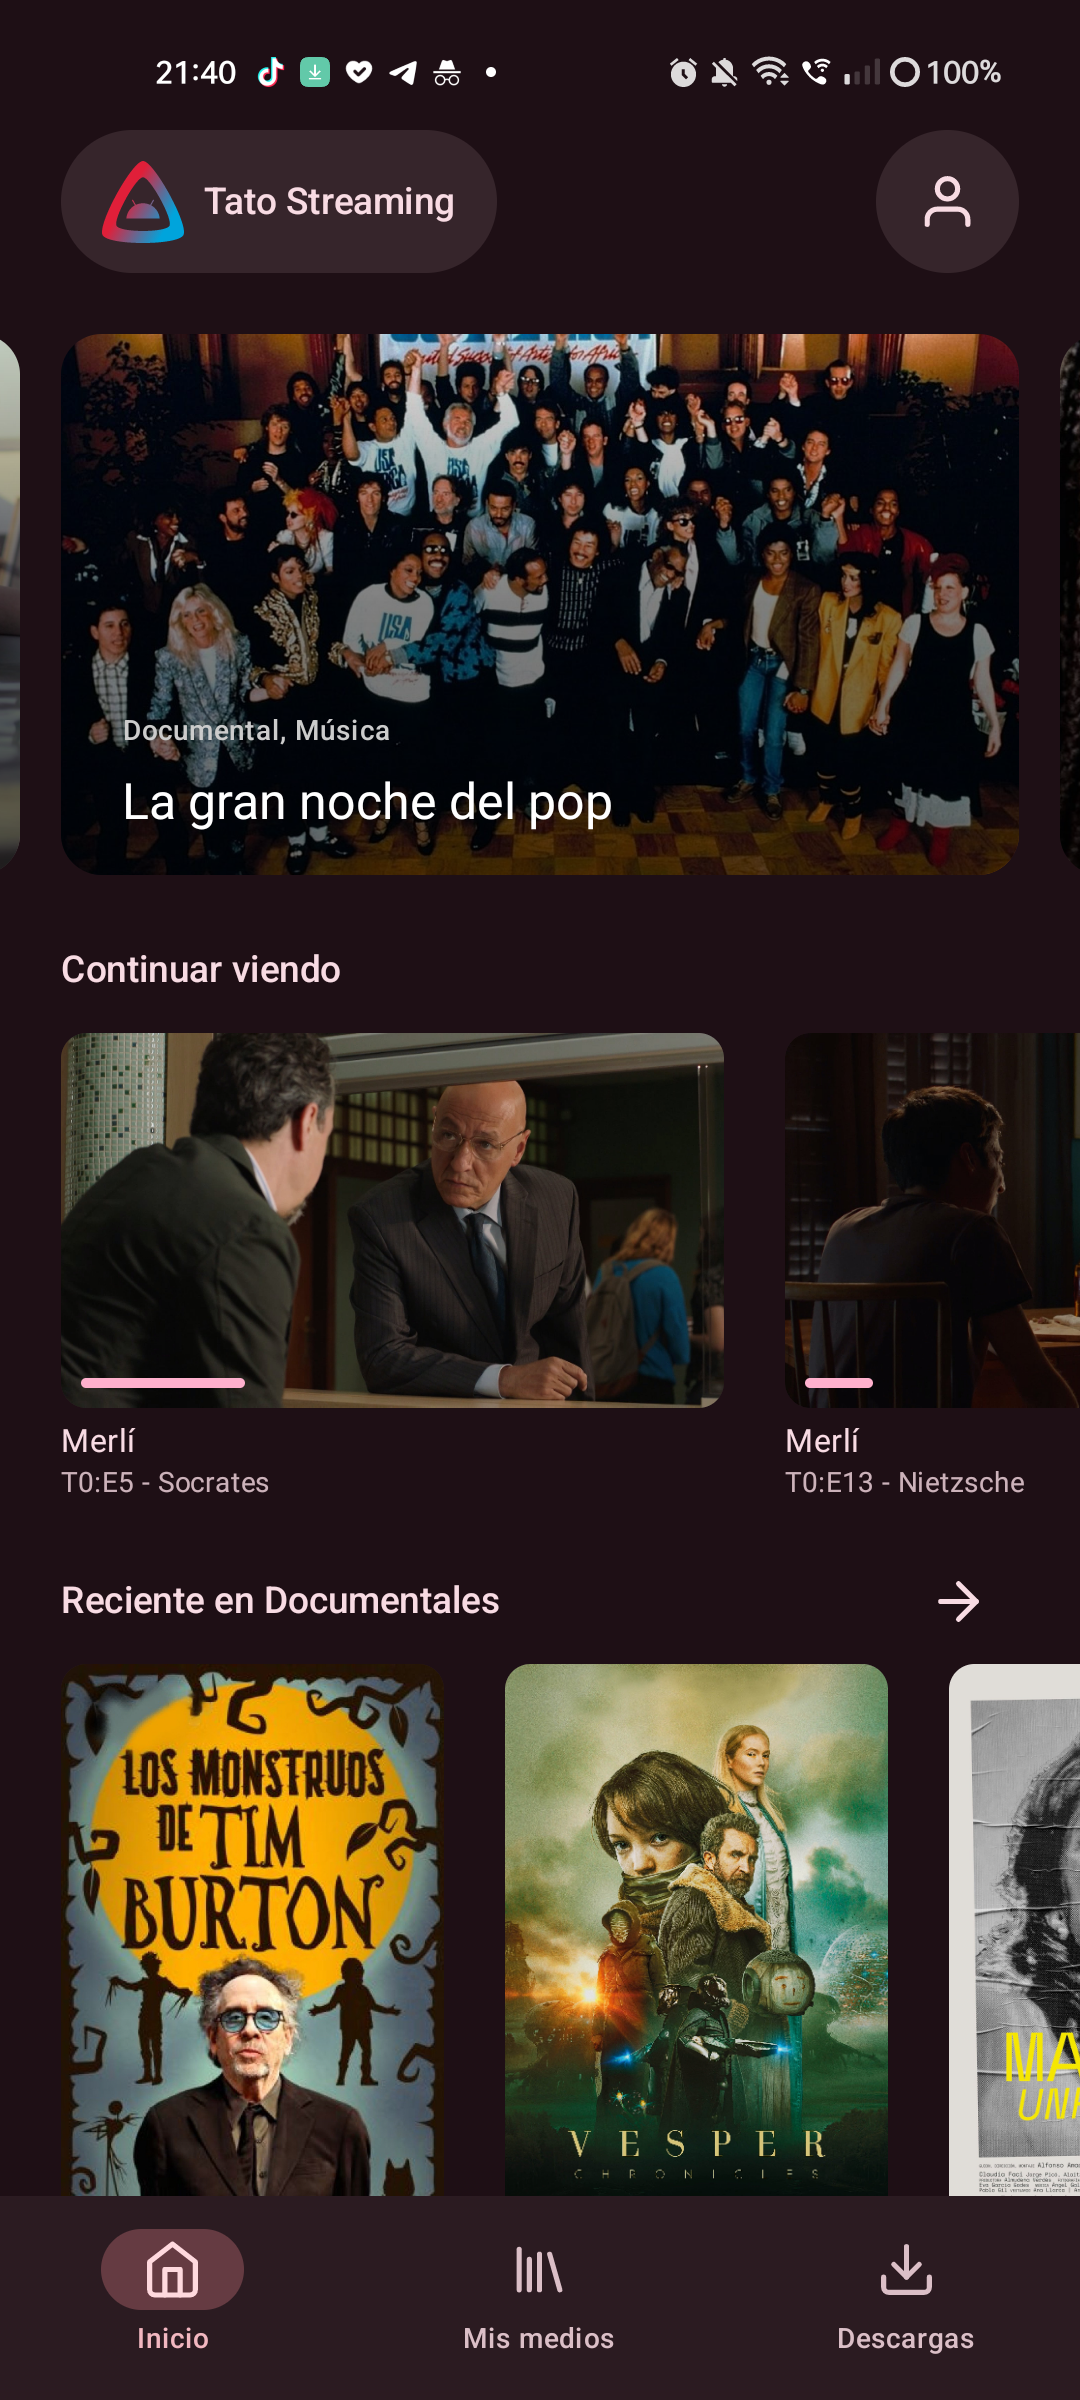 21:40
100%
Tato Streaming
USA
Documental, Música
La gran noche del pop
Continuar viendo
Merlí
T0:E5 - Socrates
Merlí
T0:E13 - Nietzsche
Reciente en Documentales
LOS MONSTRUOS
DE TIM
BURTON
VESPER
CHRONICLES
MA
UN
Inicio
Mis medios
Descargas